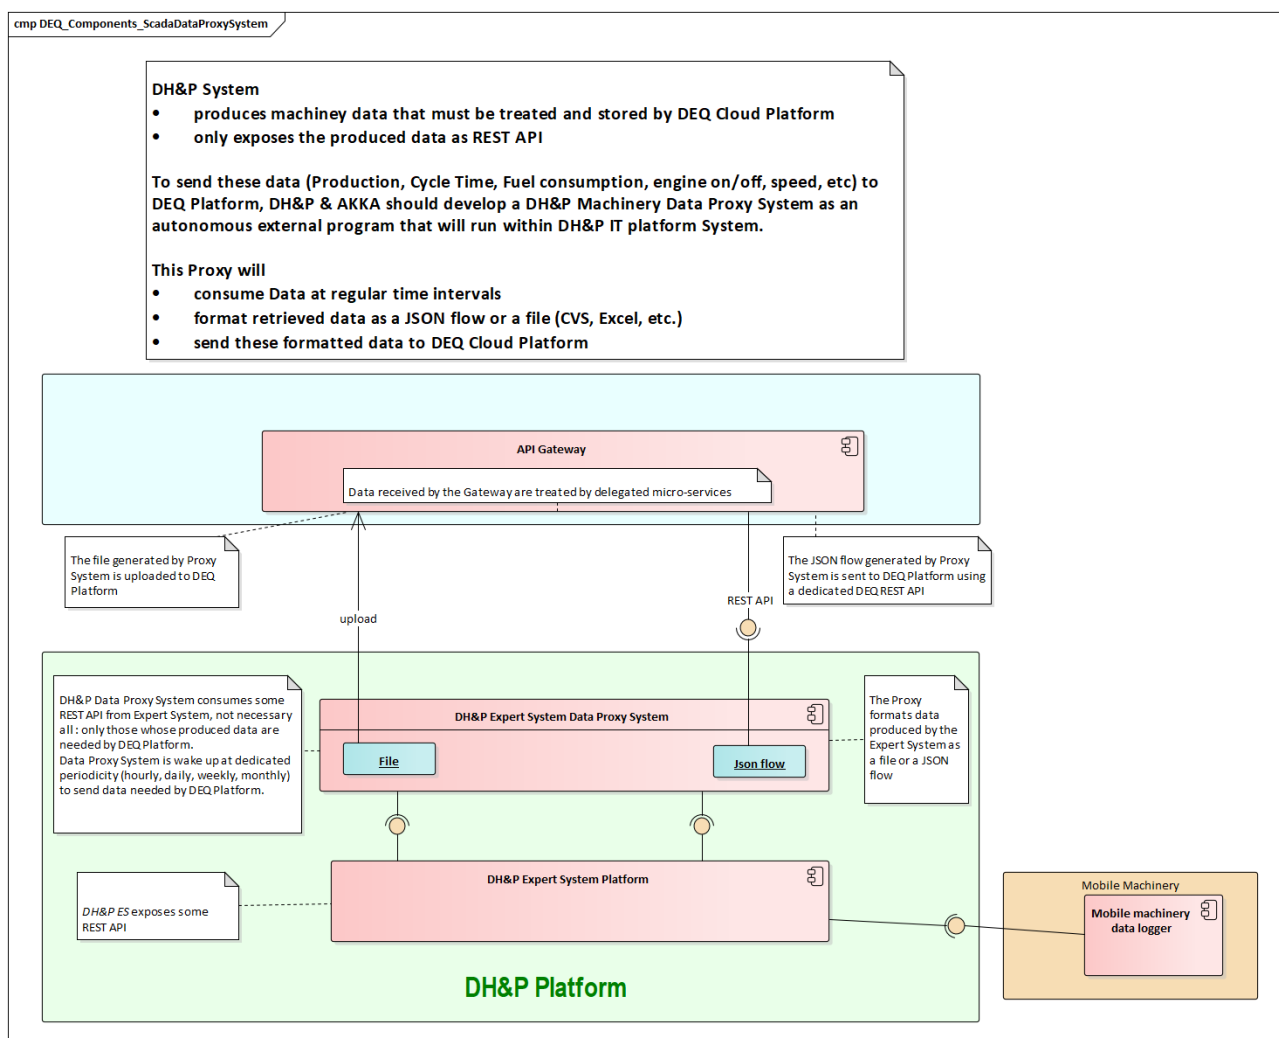 cmp DEQ_Components_ScadaDataProxySystem
DH&P System
• produces machiney data that must be treated and stored by DEQ Cloud Platform
• only exposes the produced data as REST API
To send these data (Production, Cycle Time, Fuel consumption, engine on/off, speed, etc) to
DEQ Platform, DH&P & AKKA should develop a DH&P Machinery Data Proxy System as an
autonomous external program that will run within DH&P IT platform System.
This Proxy will
• consume Data at regular time intervals
• format retrieved data as a JSON flow or a file (CVS, Excel, etc.)
• send these formatted data to DEQ Cloud Platform
API Gateway
Data received by the Gateway are treated by delegated micro-services
The file generated by Proxy
System is uploaded to DEQ
Platform
The JSON flow generated by Proxy
System is sent to DEQ Platform using
a dedicated DEQ REST API
upload
REST API
DH&P Data Proxy System consumes some
REST API from Expert System, not necessary
all : only those whose produced data are
needed by DEQ Platform.
Data Proxy System is wake up at dedicated
periodicity (hourly, daily, weekly, monthly)
to send data needed by DEQ Platform.
DH&P Expert System Data Proxy System
File
Json flow
The Proxy
formats data
produced by the
Expert System as
a file or a JSON
flow
DH&P Expert System Platform
DH&P ES exposes some
REST API
Mobile Machinery
Mobile machinery
data logger
DH&P Platform